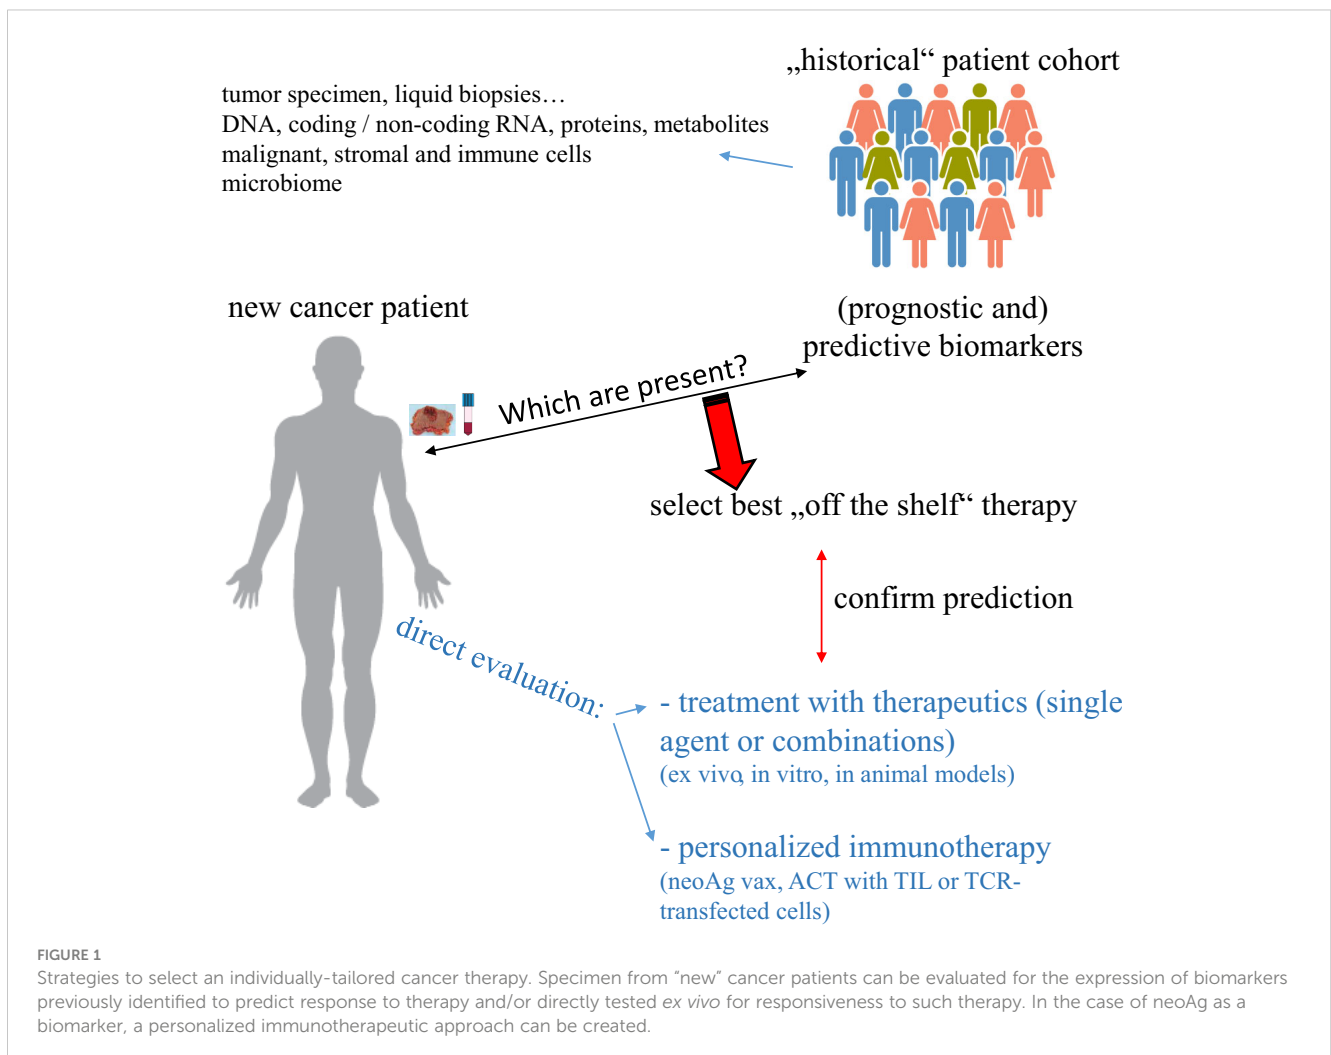 „historical“ patient cohort
tumor specimen, liquid biopsies…
DNA, coding / non-coding RNA, proteins, metabolites
malignant, stromal and immune cells
microbiome
new cancer patient
(prognostic and)
predictive biomarkers
Which are present?
select best „off the shelf“ therapy
confirm prediction
direct evaluation:
- treatment with therapeutics (single
agent or combinations)
(ex vivo, in vitro, in animal models)
- personalized immunotherapy
(neoAg vax, ACT with TIL or TCR-
transfected cells)
FIGURE 1
Strategies to select an individually-tailored cancer therapy. Specimen from “new” cancer patients can be evaluated for the expression of biomarkers
previously identified to predict response to therapy and/or directly tested ex vivo for responsiveness to such therapy. In the case of neoAg as a
biomarker, a personalized immunotherapeutic approach can be created.